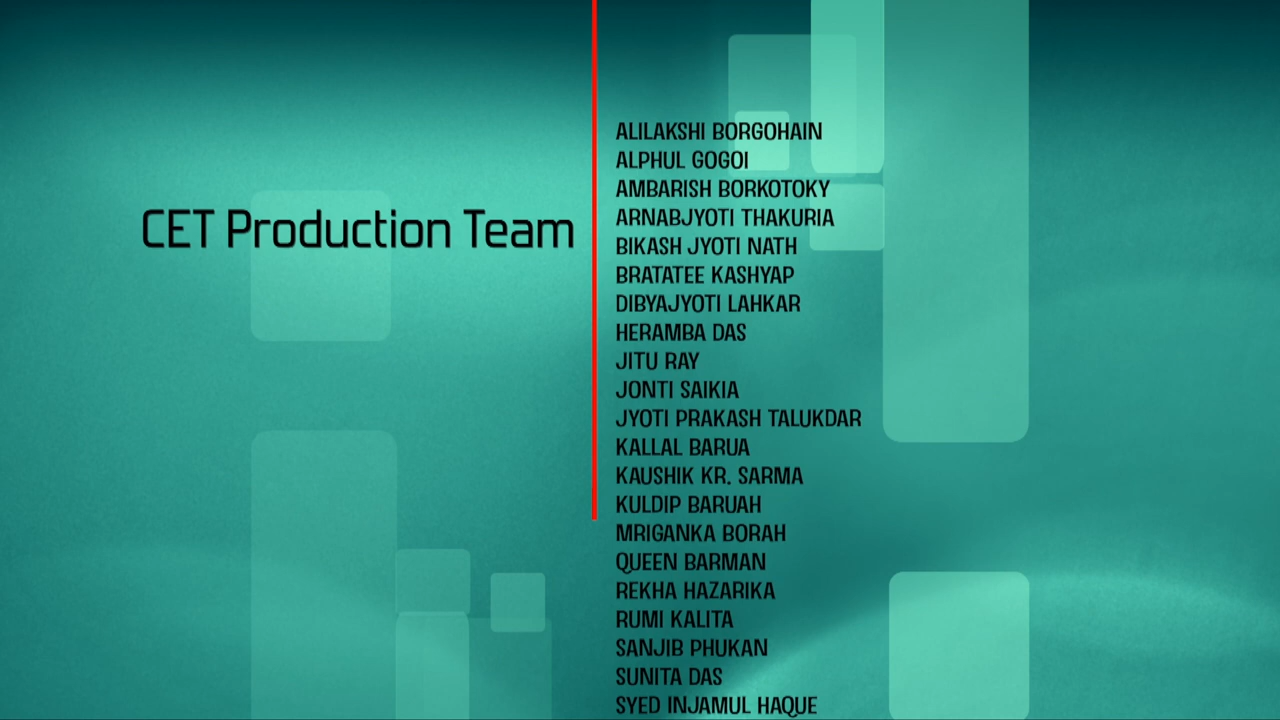 CET Production Team
ALILAKSHI BORGOHAIN
ALPHUL GOGOI
AMBARISH BORKOTOKY
ARNABJYOTI THAKURIA
BIKASH JYOTI NATH
BRATATEE KASHYAP
DIBYAJYOTI LAHKAR
HERAMBA DAS
JITU RAY
JONTI SAIKIA
JYOTI PRAKASH TALUKDAR
KALLAL BARUA
KAUSHIK KR. SARMA
KULDIP BARUAH
MRIGANKA BORAH
QUEEN BARMAN
REKHA HAZARIKA
RUMI KALITA
SANJIB PHUKAN
SUNITA DAS
SYED INJAMUL HAQUE